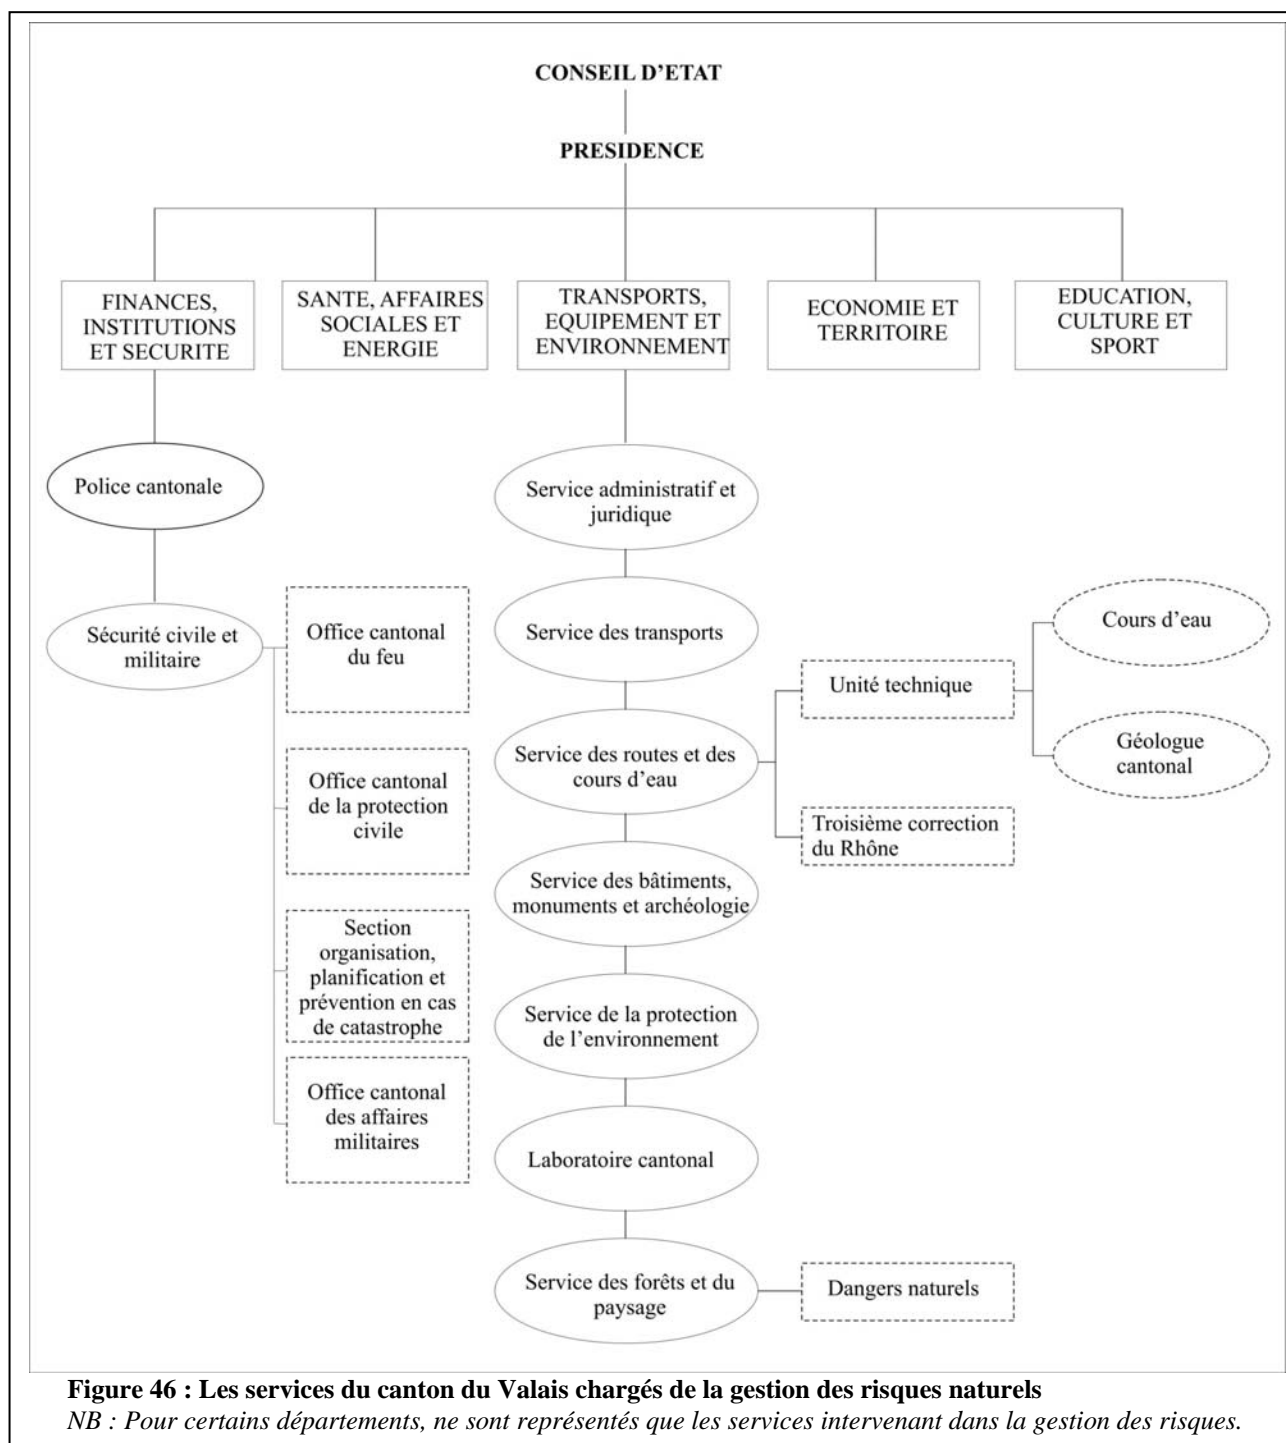 CONSEIL D'ETAT
PRESIDENCE
FINANCES,
INSTITUTIONS
ET SECURITE
SANTE, AFFAIRES
SOCIALES ET
ENERGIE
TRANSPORTS,
EQUIPEMENT ET
ENVIRONNEMENT
ECONOMIE ET
TERRITOIRE
EDUCATION,
CULTURE ET
SPORT
Police cantonale
Sécurité civile et
militaire
Office cantonal
du feu
Office cantonal
de la protection
civile
Section
organisation,
planification et
prévention en cas
de catastrophe
Office cantonal
des affaires
militaires
Service administratif et
juridique
Service des transports
Service des routes et des
cours d'eau
Unité technique
Cours d'eau
Géologue
cantonal
Troisième correction
du Rhône
Service des bâtiments,
monuments et archéologie
Service de la protection
de l'environnement
Laboratoire cantonal
Service des forêts et du
paysage
Dangers naturels
Figure 46 : Les services du canton du Valais chargés de la gestion des risques naturels
NB : Pour certains départements, ne sont représentés que les services intervenant dans la gestion des risques.